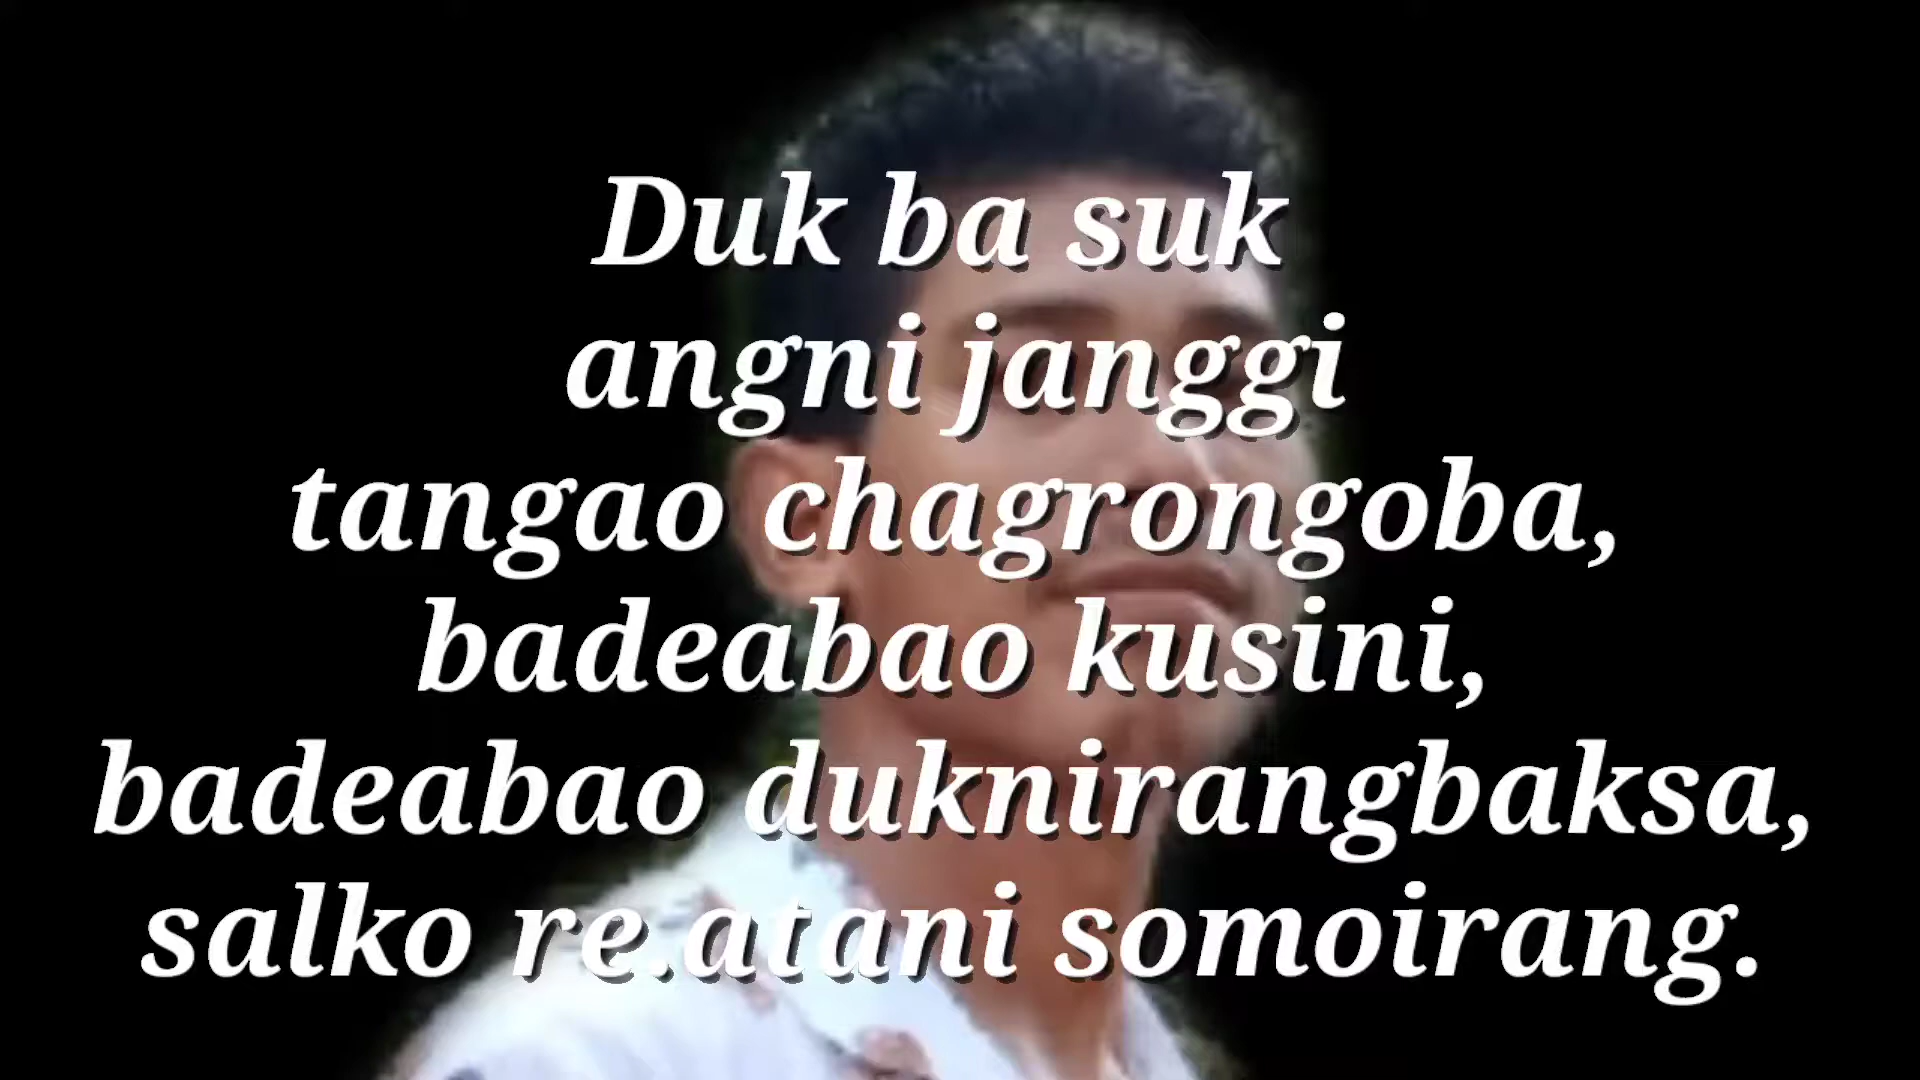 Duk ba suk
angni janggi
tangao chagrongoba,
badeabao kusini,
badeabao duknirangbaksa,
salko re.atani somoirang.